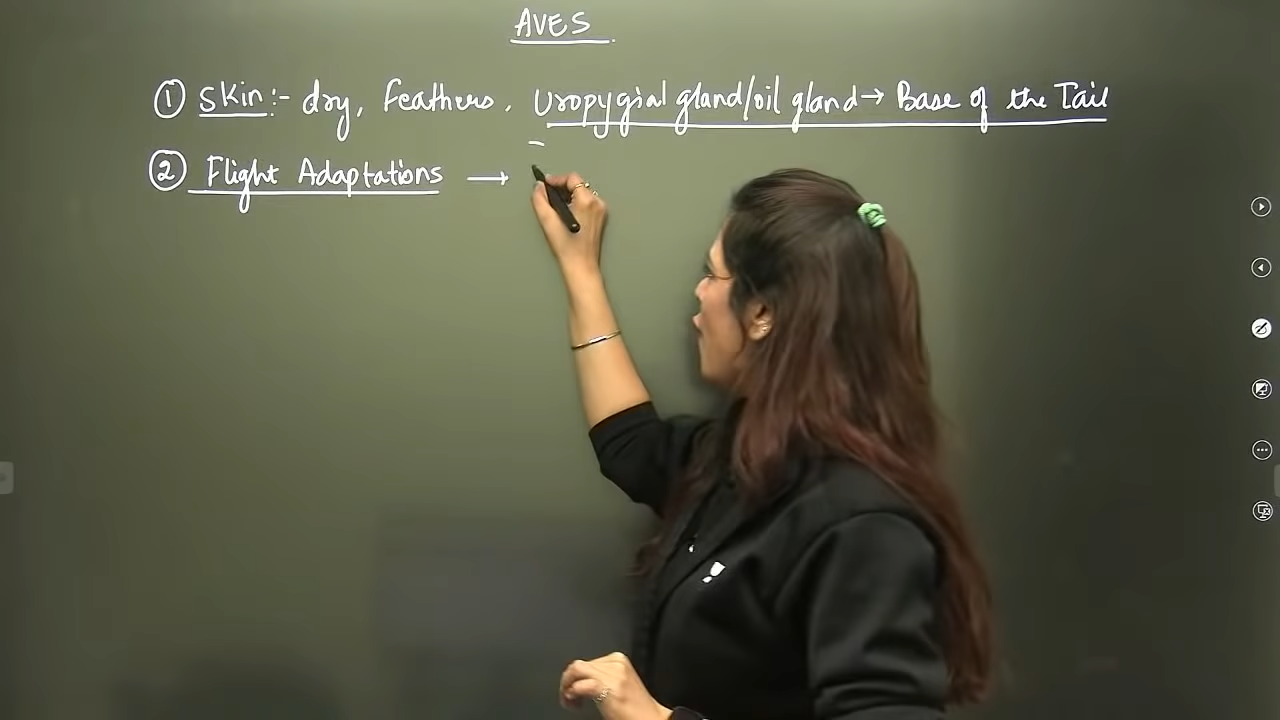 AVES
① Skin:- dry, Feathers, Uropygial gland/oil gland → Base of the Tail
② Flight Adaptations →